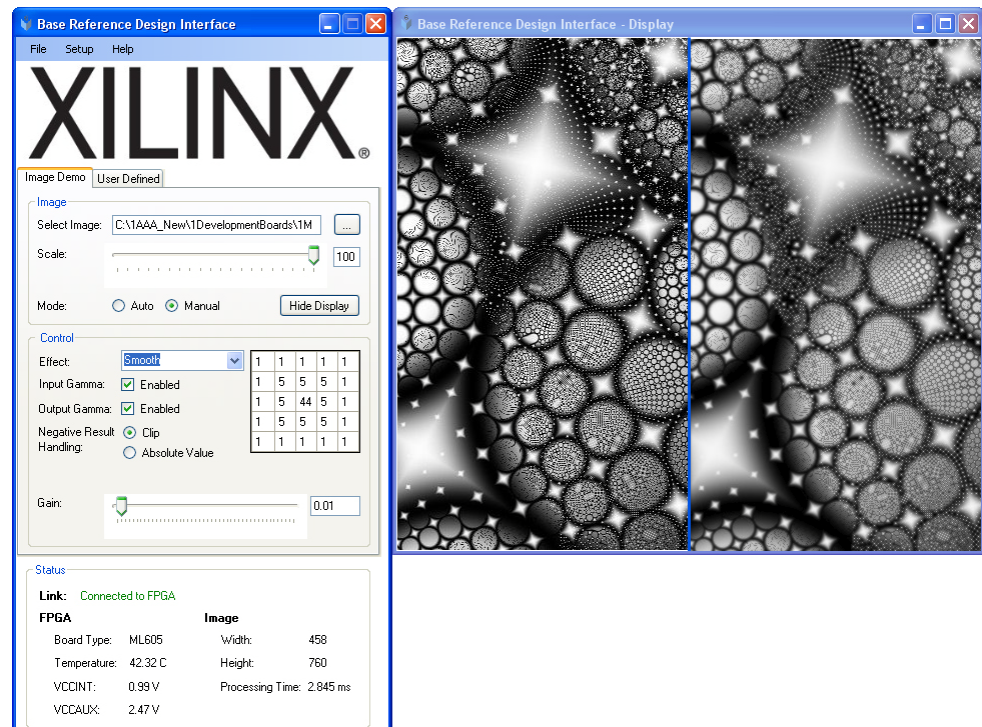 Base Reference Design Interface
File Setup Help
XILINX®
Image Demo User Defined
Image
Select Image: C:\1AAA_New\1DevelopmentBoards\1M ...
Scale: 100
Mode: Auto Manual Hide Display
Control
Effect: Smooth
Input Gamma: Enabled
Output Gamma: Enabled
Negative Result Handling: Clip
Absolute Value
1 1 1 1 1
1 5 5 5 1
1 5 44 5 1
1 5 5 5 1
1 1 1 1 1
Gain: 0.01
Status
Link: Connected to FPGA
FPGA Image
Board Type: ML605 Width: 458
Temperature: 42.32 C Height: 760
VCCINT: 0.99 V Processing Time: 2.845 ms
VCCAUX: 2.47 V
Base Reference Design Interface - Display